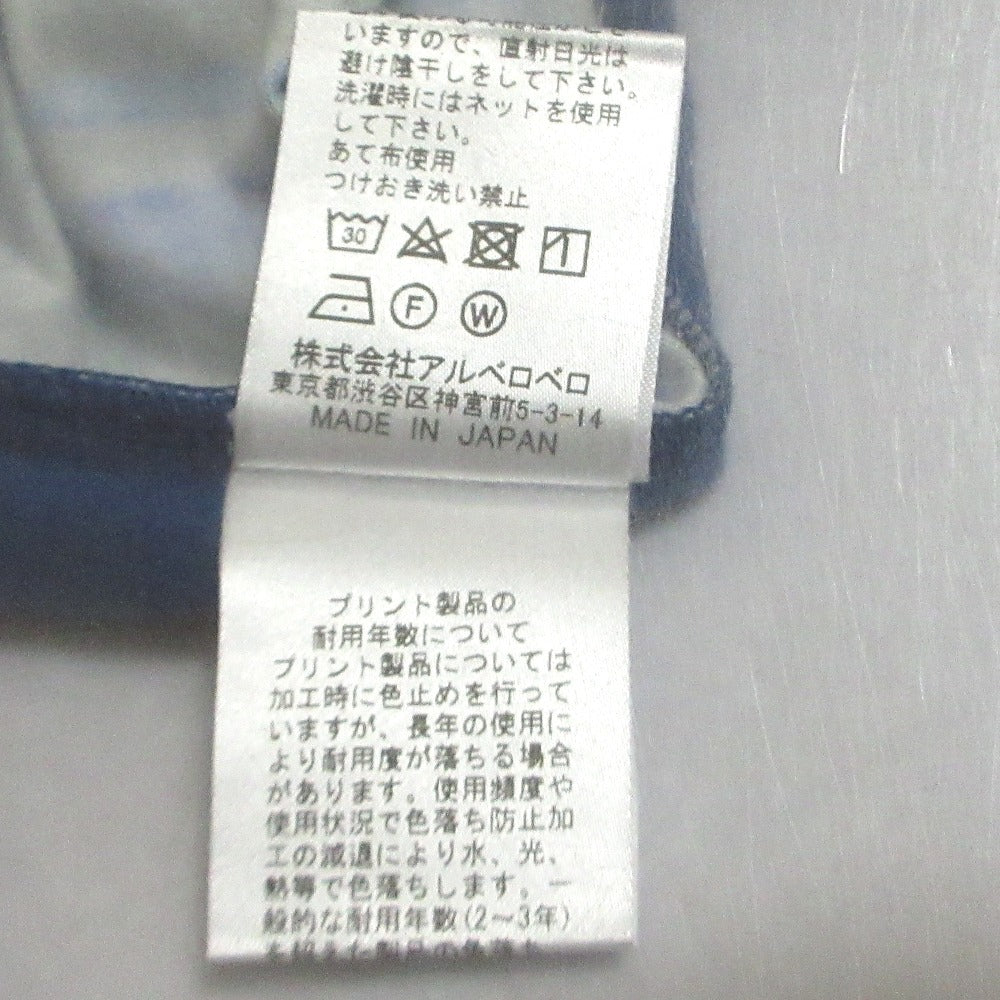 いますので、直射日光は
避け陰干しをして下さい。
洗濯時にはネットを使用
して下さい。
あて布使用
つけおき洗い禁止
30
F W
株式会社アルベロベロ
東京都渋谷区神宮前5-3-14
MADE IN JAPAN
プリント製品の
耐用年数について
プリント製品については
加工時に色止めを行って
いますが、長年の使用に
より耐用度が落ちる場合
があります。使用頻度や
使用状況で色落ち防止加
工の減退により水、光、
熱等で色落ちします。一
般的な耐用年数(2~3年)